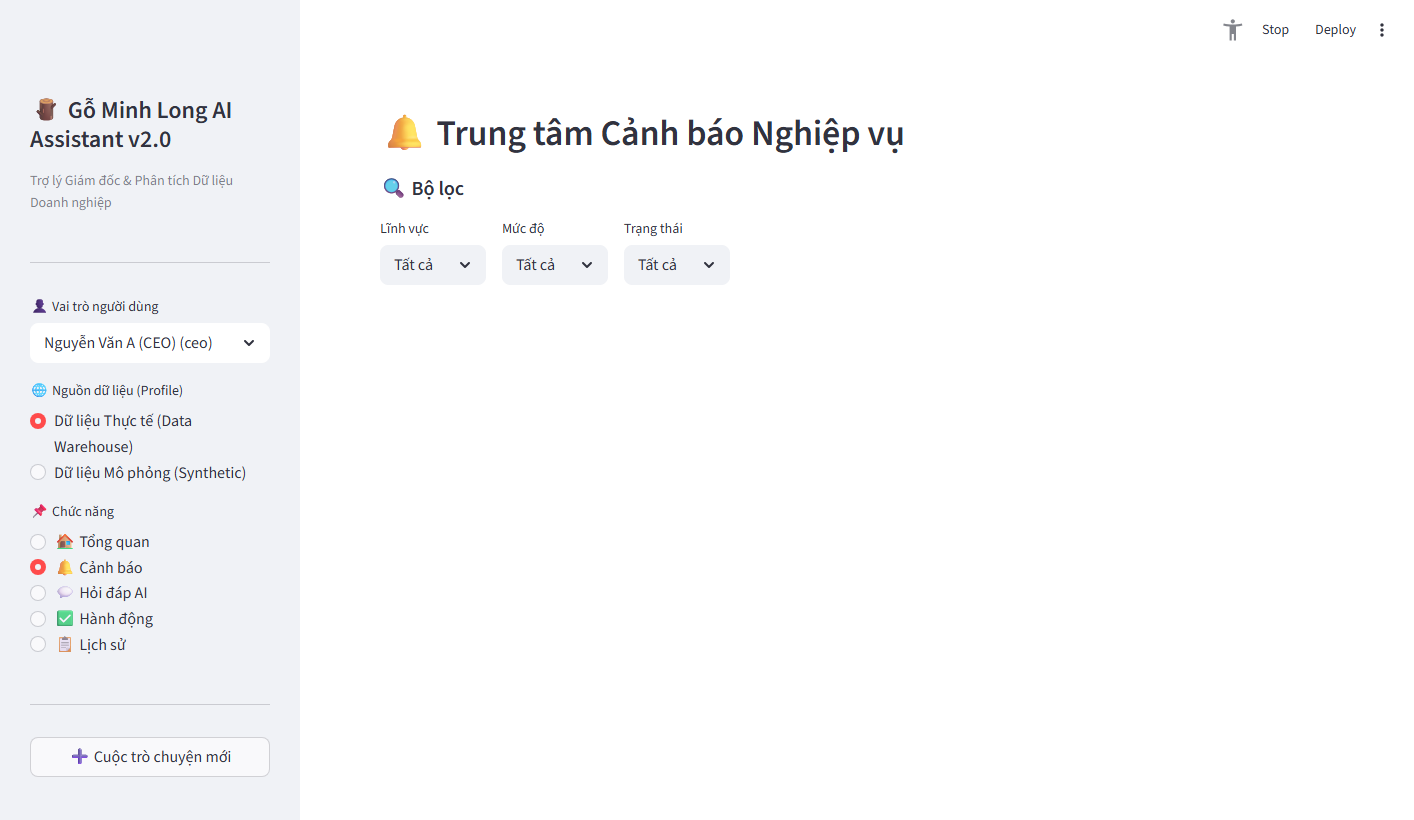 Stop
Deploy
Gỗ Minh Long AI
Assistant v2.0
Trợ lý Giám đốc & Phân tích Dữ liệu
Doanh nghiệp
Vai trò người dùng
Nguyễn Văn A (CEO) (ceo)
Nguồn dữ liệu (Profile)
Dữ liệu Thực tế (Data
Warehouse)
Dữ liệu Mô phỏng (Synthetic)
Chức năng
Tổng quan
Cảnh báo
Hỏi đáp AI
Hành động
Lịch sử
Cuộc trò chuyện mới
Trung tâm Cảnh báo Nghiệp vụ
Bộ lọc
Lĩnh vực
Mức độ
Trạng thái
Tất cả
Tất cả
Tất cả